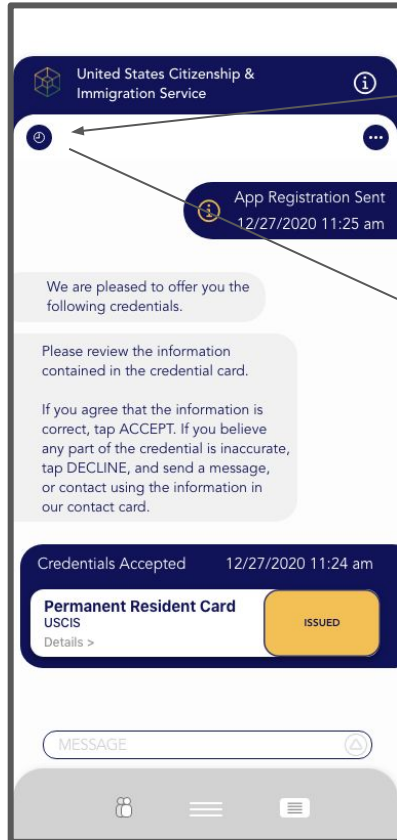 United States Citizenship &
Immigration Service
App Registration Sent
12/27/2020 11:25 am
We are pleased to offer you the
following credentials.
Please review the information
contained in the credential card.
If you agree that the information is
correct, tap ACCEPT. If you believe
any part of the credential is inaccurate,
tap DECLINE, and send a message,
or contact using the information in
our contact card.
Credentials Accepted 12/27/2020 11:24 am
Permanent Resident Card
USCIS
Details >
ISSUED
MESSAGE